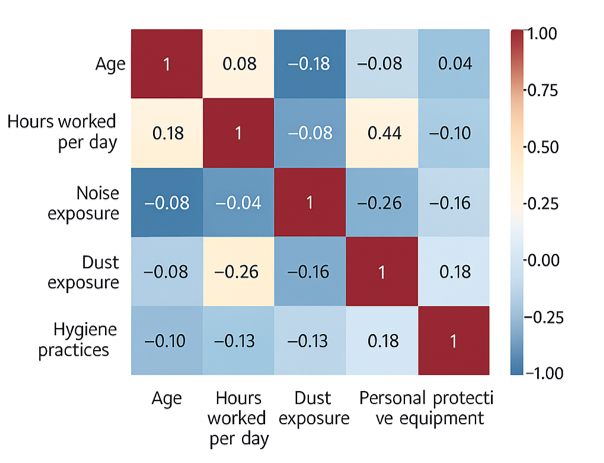 Age 1 0.08 −0.18 −0.08 0.04
Hours worked
per day
0.18 1 −0.08 0.44 −0.10
Noise
exposure
−0.08 −0.04 1 −0.26 −0.16
Dust
exposure
−0.08 −0.26 −0.16 1 0.18
Hygiene
practices
−0.10 −0.13 −0.13 0.18 1
Age
Hours
worked
per day
Dust
exposure
Personal protecti
ve equipment
1.00
0.75
0.50
0.25
0.00
−0.25
−1.00